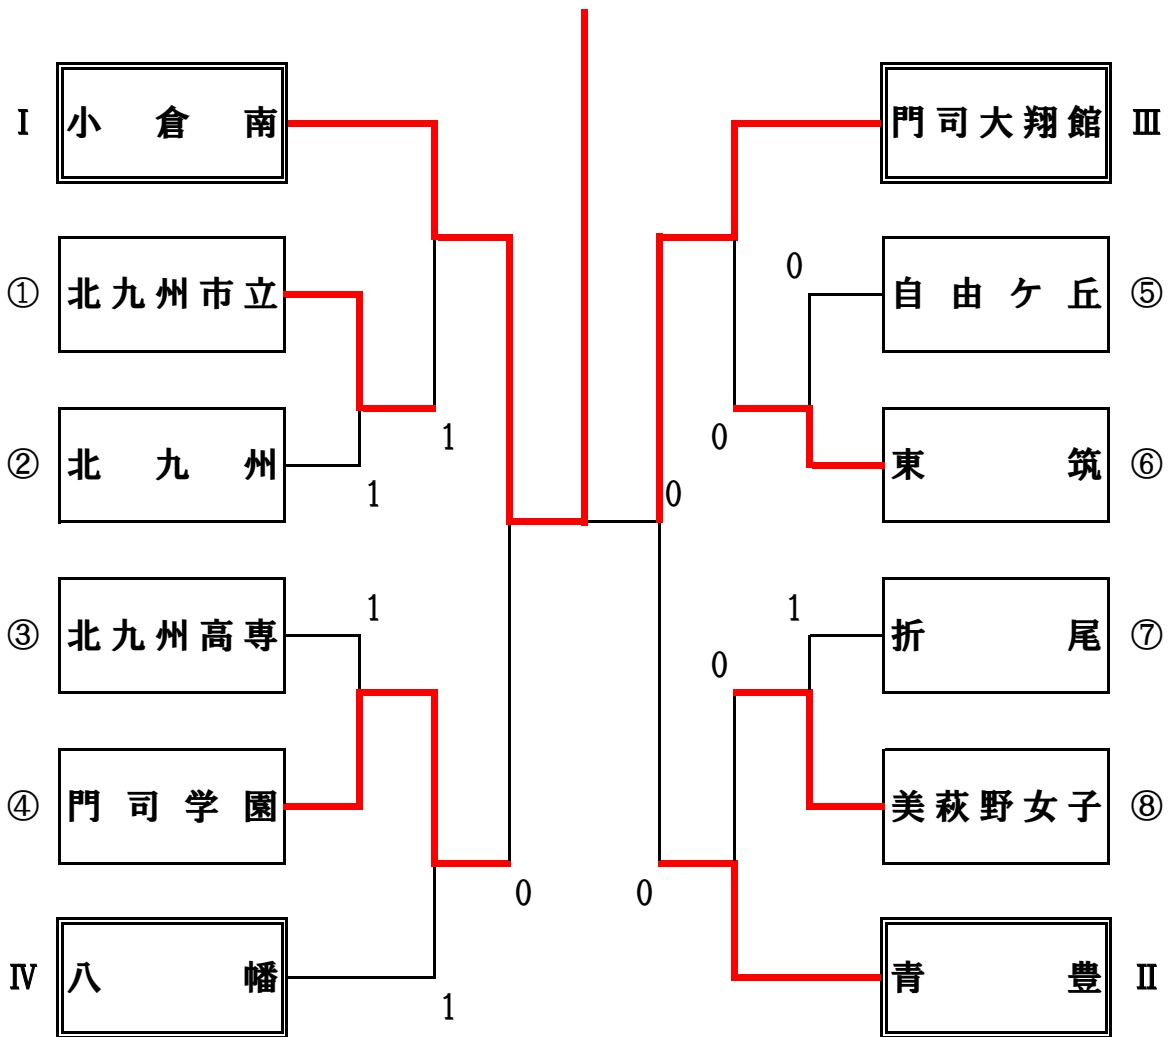 Ⅰ 小倉南
① 北九州市立
② 北九州
1
1
③ 北九州高専
1
④ 門司学園
Ⅳ 八幡
0
1
門司大翔館 Ⅲ
0
自由ケ丘 ⑤
0
東筑 ⑥
0
1
折尾 ⑦
0
美萩野女子 ⑧
0
青豊 Ⅱ